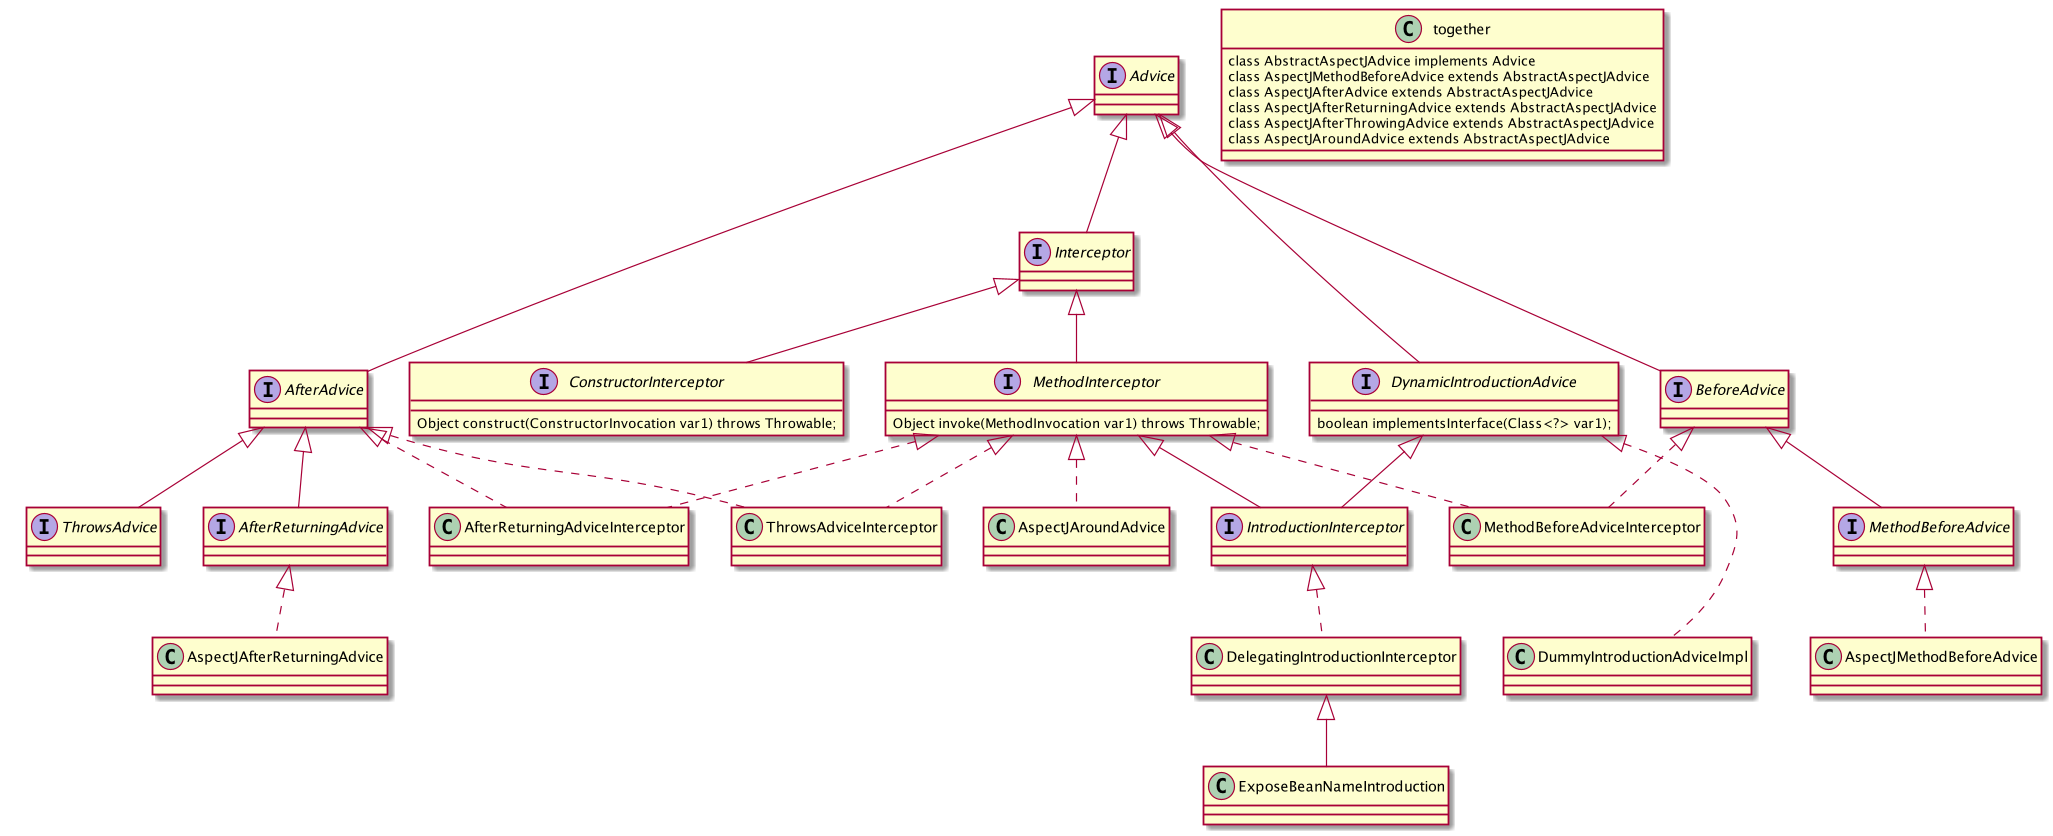 C together
class AbstractAspectJAdvice implements Advice
class AspectJMethodBeforeAdvice extends AbstractAspectJAdvice
class AspectJAfterAdvice extends AbstractAspectJAdvice
class AspectJAfterReturningAdvice extends AbstractAspectJAdvice
class AspectJAfterThrowingAdvice extends AbstractAspectJAdvice
class AspectJAroundAdvice extends AbstractAspectJAdvice
I Advice
I Interceptor
I AfterAdvice
I ConstructorInterceptor
Object construct(ConstructorInvocation var1) throws Throwable;
I MethodInterceptor
Object invoke(MethodInvocation var1) throws Throwable;
I DynamicIntroductionAdvice
boolean implementsInterface(Class<?> var1);
I BeforeAdvice
I ThrowsAdvice
I AfterReturningAdvice
C AfterReturningAdviceInterceptor
C ThrowsAdviceInterceptor
C AspectJAroundAdvice
I IntroductionInterceptor
C MethodBeforeAdviceInterceptor
I MethodBeforeAdvice
C AspectJAfterReturningAdvice
C DelegatingIntroductionInterceptor
C DummyIntroductionAdviceImpl
C AspectJMethodBeforeAdvice
C ExposeBeanNameIntroduction